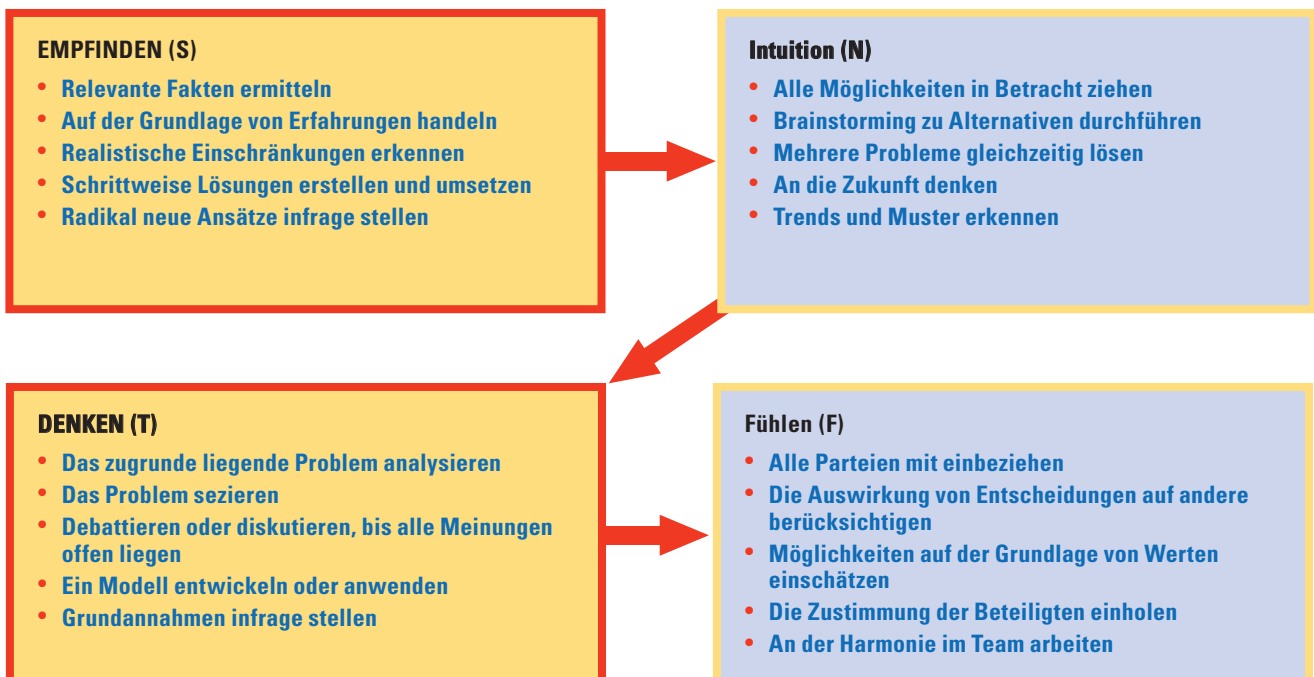 EMPFINDEN (S)
• Relevante Fakten ermitteln
• Auf der Grundlage von Erfahrungen handeln
• Realistische Einschränkungen erkennen
• Schrittweise Lösungen erstellen und umsetzen
• Radikal neue Ansätze infrage stellen
Intuition (N)
• Alle Möglichkeiten in Betracht ziehen
• Brainstorming zu Alternativen durchführen
• Mehrere Probleme gleichzeitig lösen
• An die Zukunft denken
• Trends und Muster erkennen
DENKEN (T)
• Das zugrunde liegende Problem analysieren
• Das Problem sezieren
• Debattieren oder diskutieren, bis alle Meinungen
offen liegen
• Ein Modell entwickeln oder anwenden
• Grundannahmen infrage stellen
Fühlen (F)
• Alle Parteien mit einbeziehen
• Die Auswirkung von Entscheidungen auf andere
berücksichtigen
• Möglichkeiten auf der Grundlage von Werten
einschätzen
• Die Zustimmung der Beteiligten einholen
• An der Harmonie im Team arbeiten